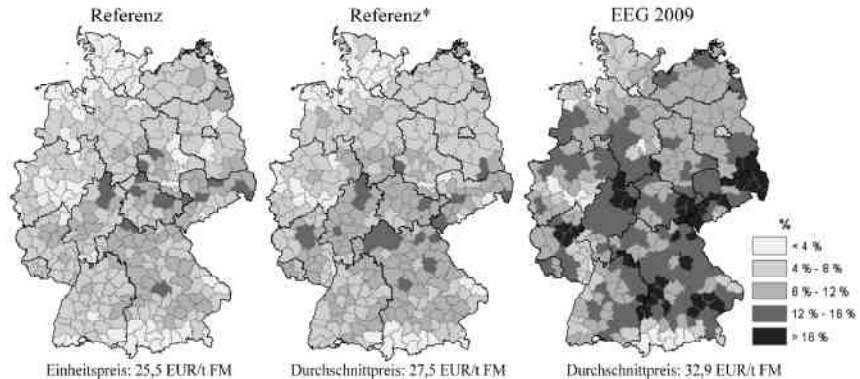 Referenz
Referenz*
EEG 2009
%
< 4 %
4 % - 8 %
8 % - 12 %
12 % - 16 %
> 16 %
Einheitspreis: 25,5 EUR/t FM
Durchschnittpreis: 27,5 EUR/t FM
Durchschnittpreis: 32,9 EUR/t FM